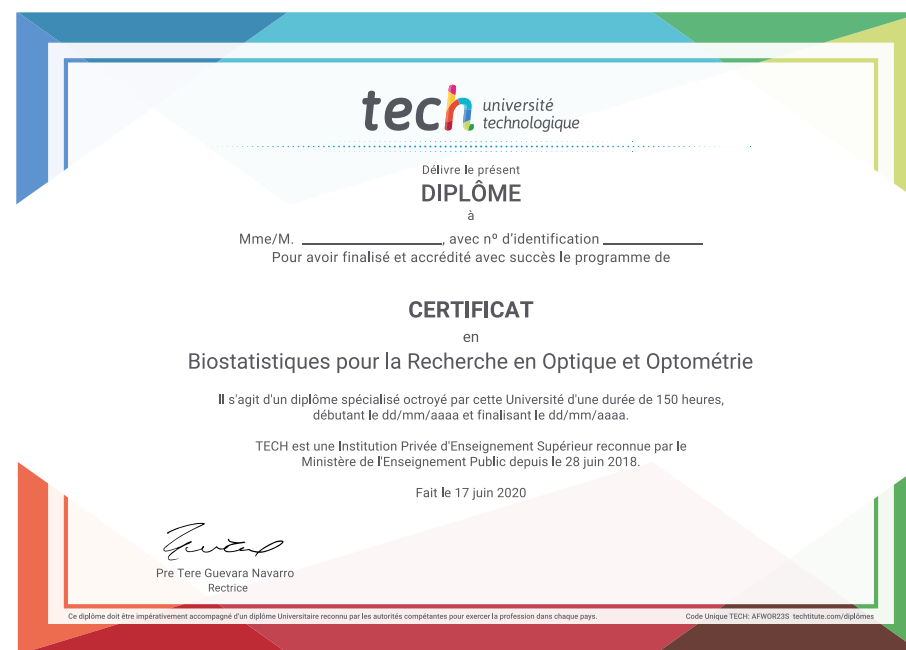 tech université
technologique
Délivre le présent
DIPLÔME
à
Mme/M. ____________, avec nº d'identification ____________
Pour avoir finalisé et accrédité avec succès le programme de
CERTIFICAT
en
Biostatistiques pour la Recherche en Optique et Optométrie
Il s'agit d'un diplôme spécialisé octroyé par cette Université d'une durée de 150 heures,
débutant le dd/mm/aaaa et finalisant le dd/mm/aaaa.
TECH est une Institution Privée d'Enseignement Supérieur reconnue par le
Ministère de l'Enseignement Public depuis le 28 juin 2018.
Fait le 17 juin 2020
Pre Tere Guevara Navarro
Rectrice
Ce diplôme doit être impérativement accompagné d'un diplôme Universitaire reconnu par les autorités compétantes pour exercer la profession dans chaque pays.
Code Unique TECH: AFWOR23S techtitute.com/diplômes